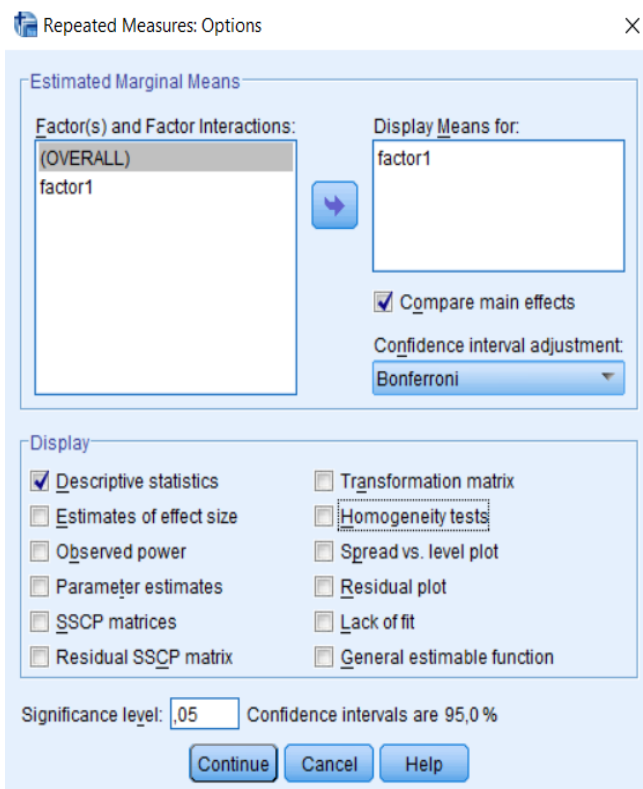 Repeated Measures: Options
Estimated Marginal Means
Factor(s) and Factor Interactions:
(OVERALL)
factor1
Display Means for:
factor1
Compare main effects
Confidence interval adjustment:
Bonferroni
Display
Descriptive statistics
Estimates of effect size
Observed power
Parameter estimates
SSCP matrices
Residual SSCP matrix
Transformation matrix
Homogeneity tests
Spread vs. level plot
Residual plot
Lack of fit
General estimable function
Significance level: ,05 Confidence intervals are 95,0 %
Continue Cancel Help